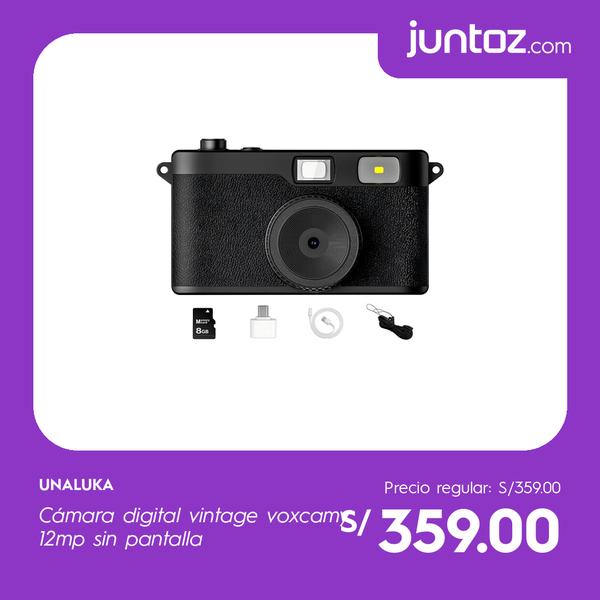 juntoz.com
8GB
UNALUKA
Precio regular: S/359.00
Cámara digital vintage voxcam
12mp sin pantalla
S/ 359.00